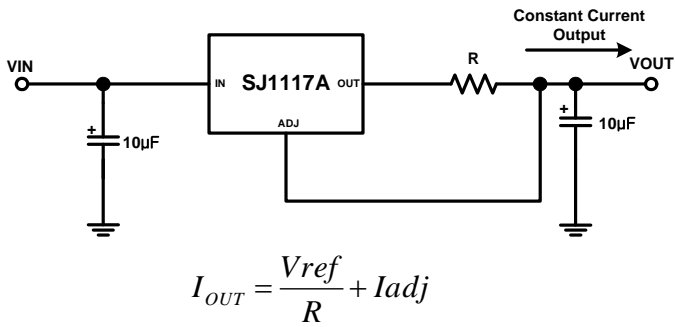 Constant Current
Output
VIN
IN
SJ1117A
OUT
ADJ
R
VOUT
+
10µF
+
10µF
I_OUT = Vref / R + Iadj